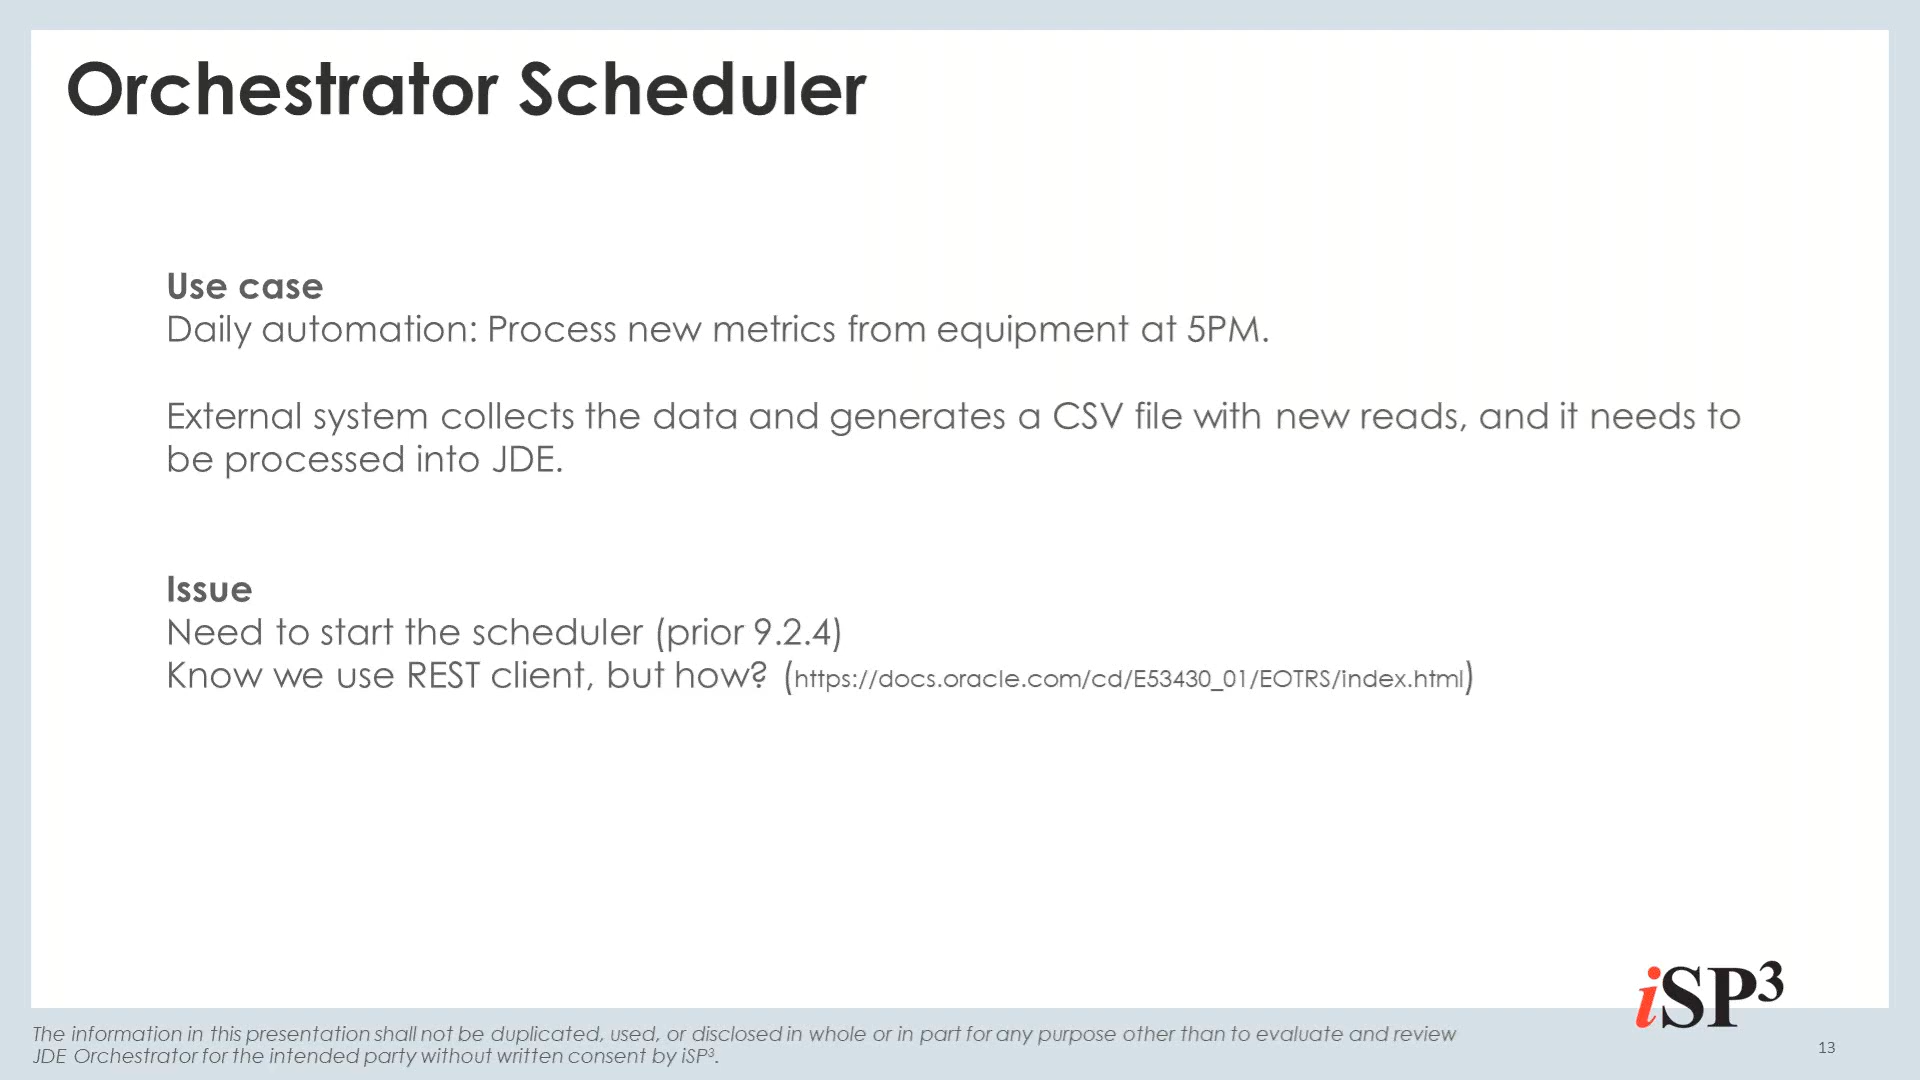 Orchestrator Scheduler
Use case
Daily automation: Process new metrics from equipment at 5PM.
External system collects the data and generates a CSV file with new reads, and it needs to
be processed into JDE.
Issue
Need to start the scheduler (prior 9.2.4)
Know we use REST client, but how? (https://docs.oracle.com/cd/E53430_01/EOTRS/index.html)
iSP³
The information in this presentation shall not be duplicated, used, or disclosed in whole or in part for any purpose other than to evaluate and review
JDE Orchestrator for the intended party without written consent by iSP³.
13